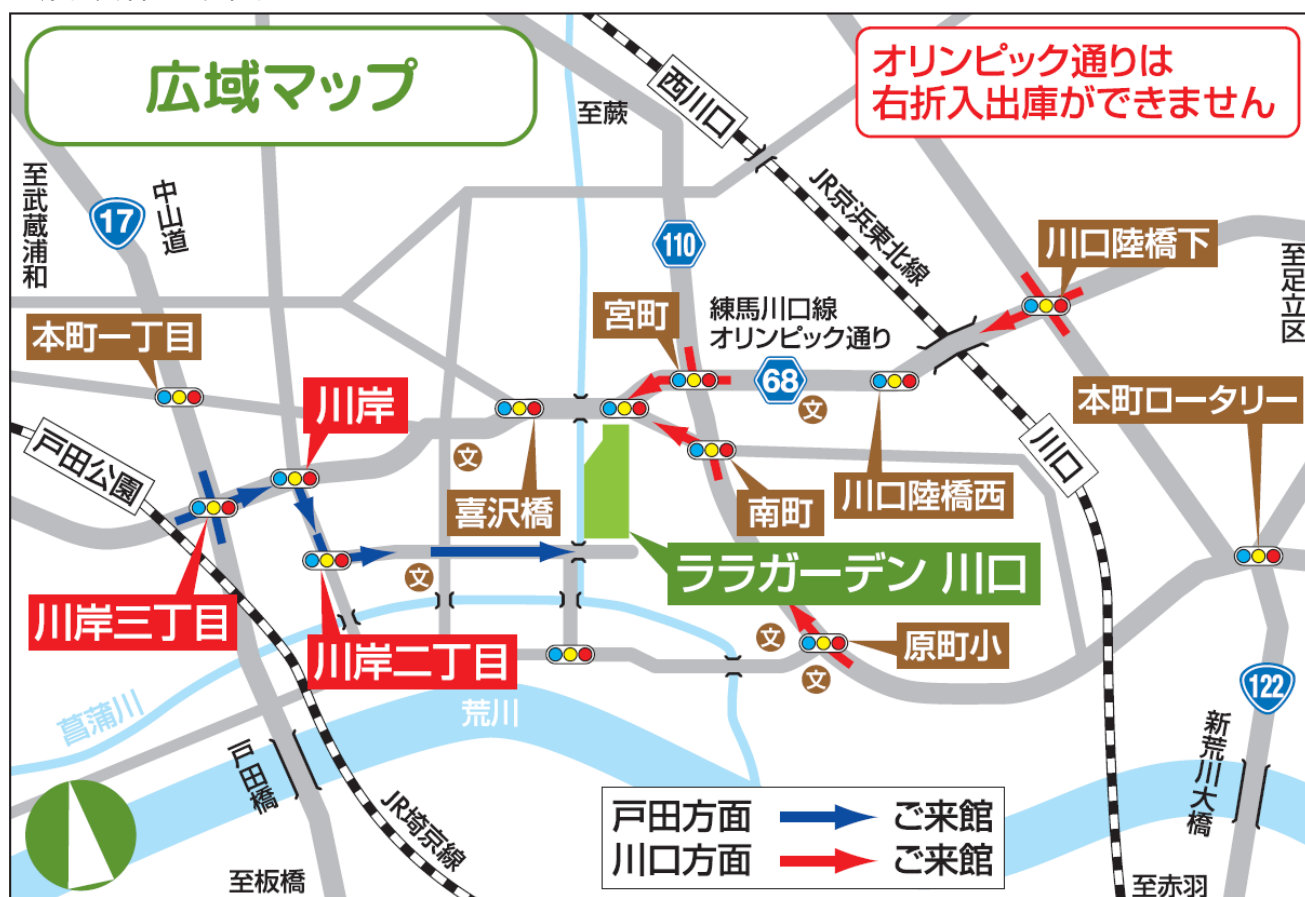 広域マップ
オリンピック通りは
右折入出庫ができません
至蕨
西川口
至武蔵浦和
17
中山道
110
JR京浜東北線
川口陸橋下
至足立区
宮町
練馬川口線
オリンピック通り
68
文
本町一丁目
川岸
本町ロータリー
戸田公園
文
喜沢橋
南町
川口陸橋西
川口
川岸三丁目
川岸二丁目
文
ララガーデン 川口
文
文
原町小
菖蒲川
荒川
122
戸田橋
新荒川大橋
JR埼京線
戸田方面
ご来館
川口方面
ご来館
至板橋
至赤羽